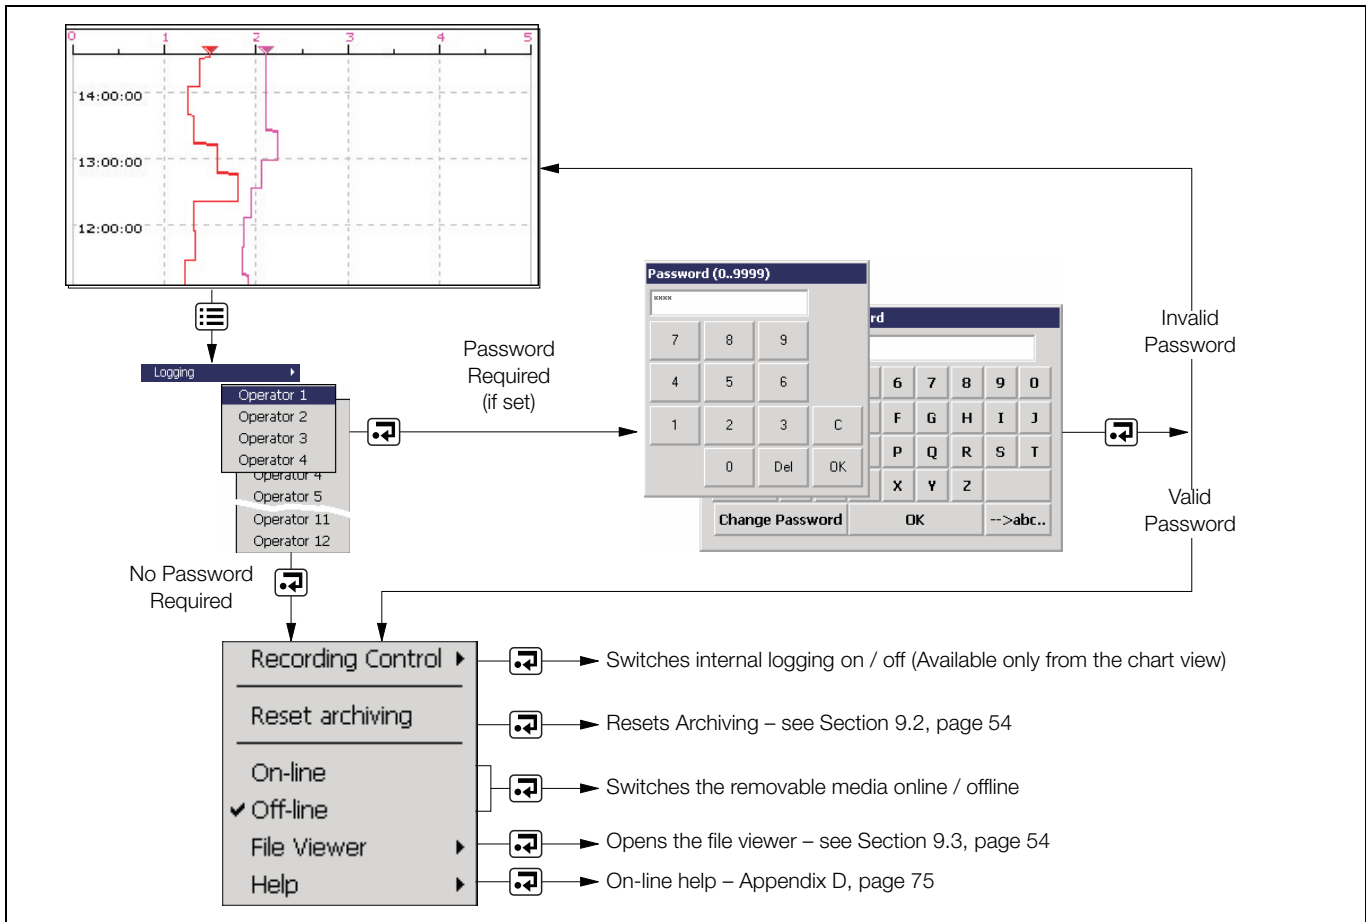 0 1 2 3 4 5
14:00:00
13:00:00
12:00:00
Logging
Operator 1
Operator 2
Operator 3
Operator 4
Operator 4
Operator 5
Operator 11
Operator 12
Password
Required
(if set)
Password (0..9999)
****
7 8 9
4 5 6
1 2 3 C
0 Del OK
rd
6 7 8 9 0
F G H I J
P Q R S T
X Y Z
Change Password OK -->abc..
Invalid
Password
Valid
Password
No Password
Required
Recording Control
Switches internal logging on / off (Available only from the chart view)
Reset archiving
Resets Archiving – see Section 9.2, page 54
On-line
Off-line
Switches the removable media online / offline
File Viewer
Opens the file viewer – see Section 9.3, page 54
Help
On-line help – Appendix D, page 75